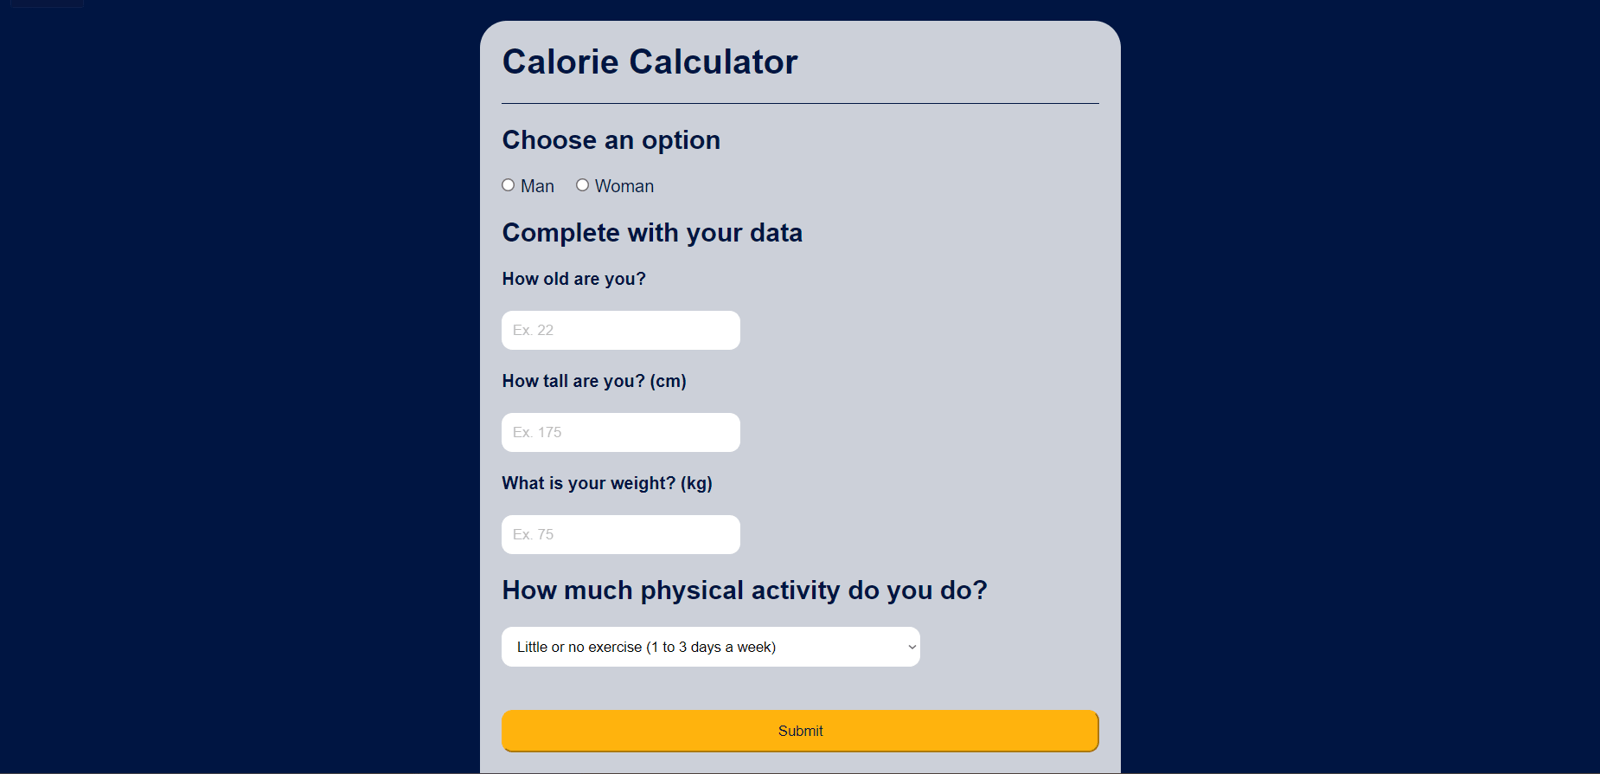 Calorie Calculator
Choose an option
Man Woman
Complete with your data
How old are you?
Ex. 22
How tall are you? (cm)
Ex. 175
What is your weight? (kg)
Ex. 75
How much physical activity do you do?
Little or no exercise (1 to 3 days a week)
Submit